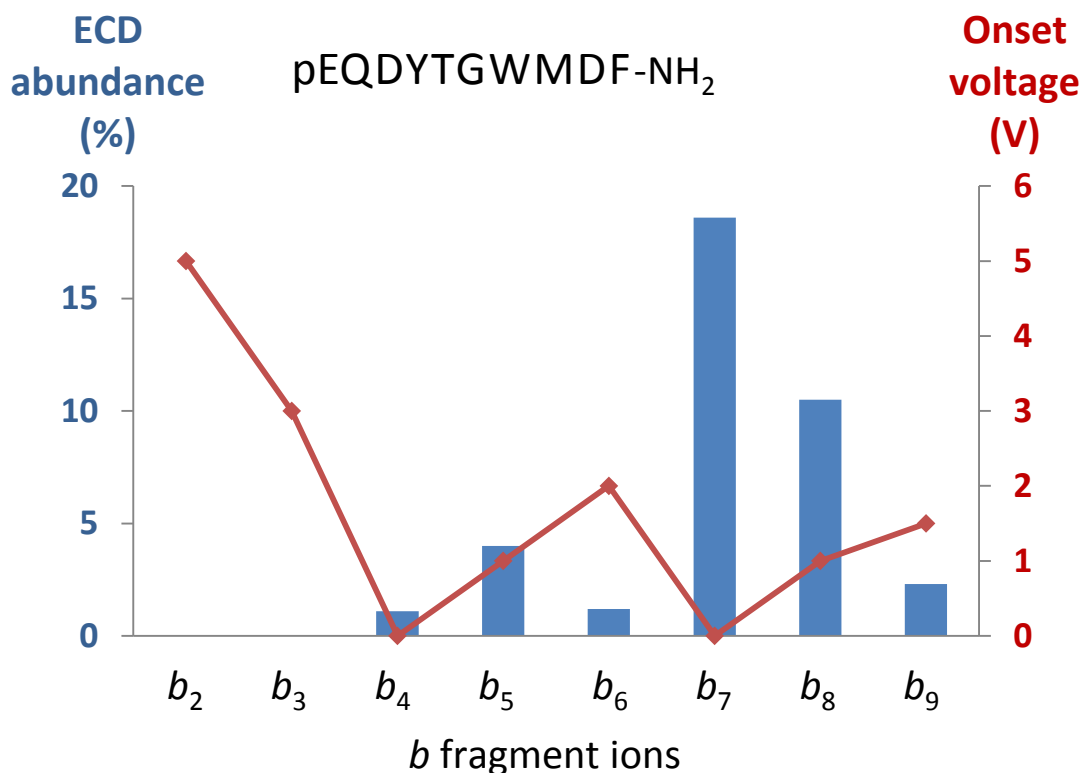 ECD
abundance
(%)
pEQDYTGWMDF-NH₂
Onset
voltage
(V)
20
15
10
5
0
6
5
4
3
2
1
0
b₂ b₃ b₄ b₅ b₆ b₇ b₈ b₉
b fragment ions